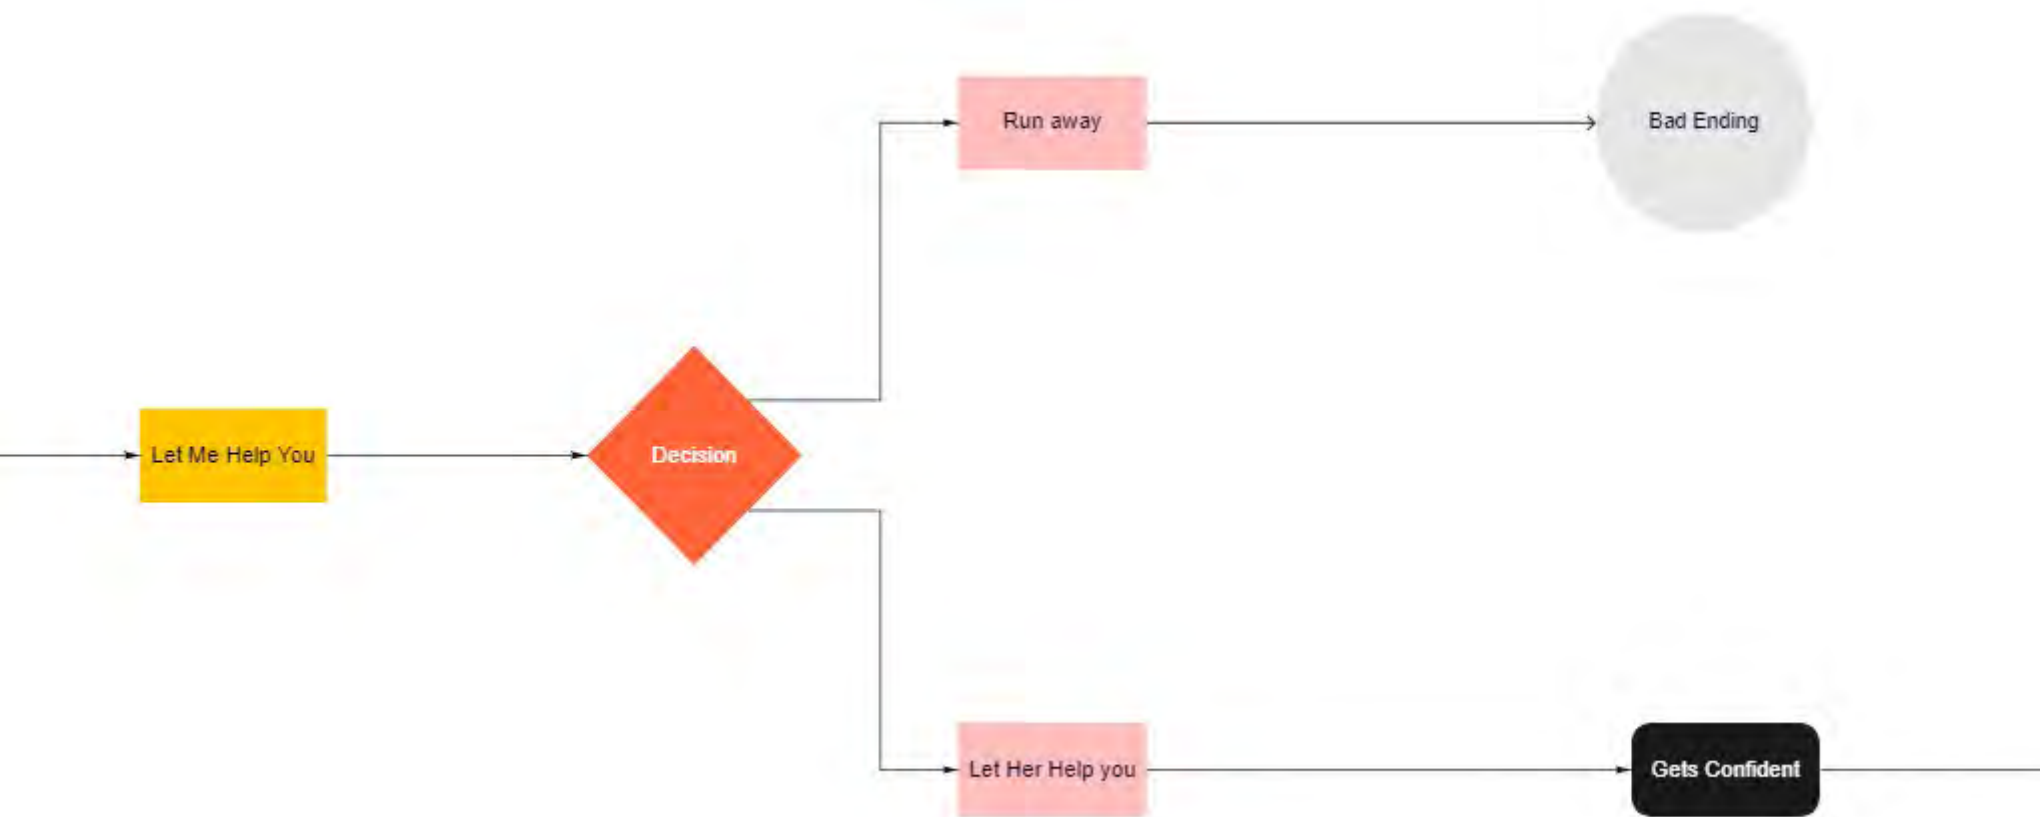 Run away
Bad Ending
Let Me Help You
Decision
Let Her Help you
Gets Confident